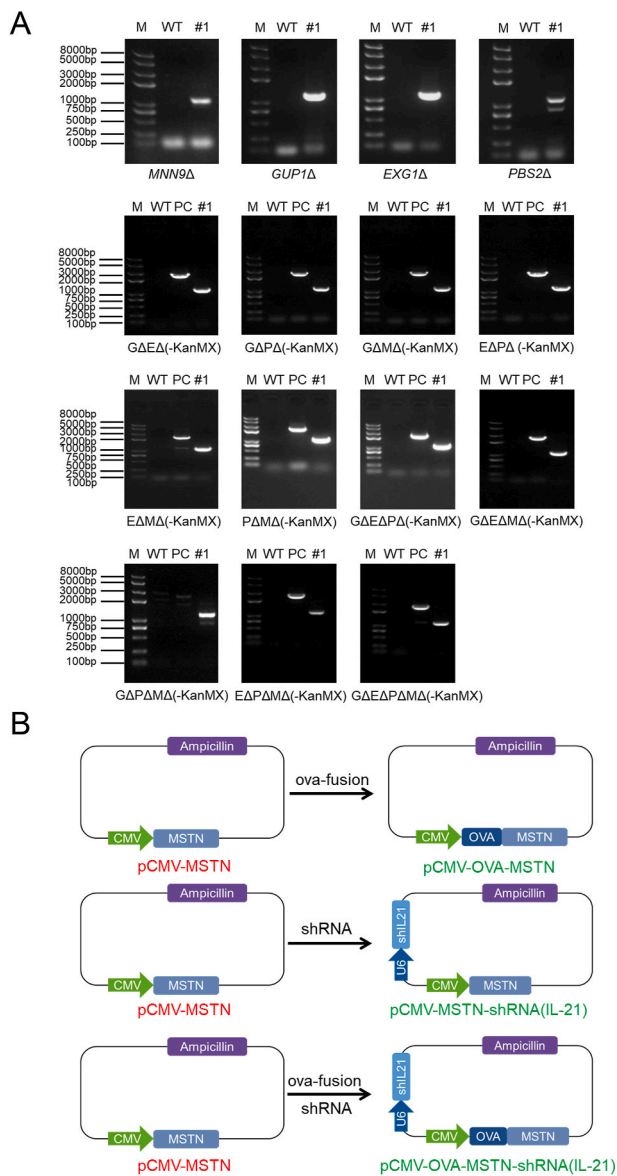 A
M WT #1 M WT #1 M WT #1 M WT #1
8000bp
5000bp
3000bp
2000bp
1000bp
750bp
500bp
250bp
100bp
MNN9Δ GUP1Δ EXG1Δ PBS2Δ
M WT PC #1 M WT PC #1 M WT PC #1 M WT PC #1
8000bp
5000bp
3000bp
2000bp
1000bp
750bp
500bp
250bp
100bp
GΔEΔ(-KanMX) GΔPΔ(-KanMX) GΔMΔ(-KanMX) EΔPΔ (-KanMX)
M WT PC #1 M WT PC #1 M WT PC #1 M WT PC #1
8000bp
5000bp
3000bp
2000bp
1000bp
750bp
500bp
250bp
100bp
EΔMΔ(-KanMX) PΔMΔ(-KanMX) GΔEΔPΔ(-KanMX) GΔEΔMΔ(-KanMX)
M WT PC #1 M WT PC #1 M WT PC #1
8000bp
5000bp
3000bp
2000bp
1000bp
750bp
500bp
250bp
100bp
GΔPΔMΔ(-KanMX) EΔPΔMΔ(-KanMX) GΔEΔPΔMΔ(-KanMX)
B
Ampicillin
ova-fusion
Ampicillin
CMV MSTN
CMV OVA MSTN
pCMV-MSTN
pCMV-OVA-MSTN
Ampicillin
shRNA
Ampicillin
shIL21
U6
CMV MSTN
CMV MSTN
pCMV-MSTN
pCMV-MSTN-shRNA(IL-21)
Ampicillin
ova-fusion
shRNA
Ampicillin
shIL21
U6
CMV MSTN
CMV OVA MSTN
pCMV-MSTN
pCMV-OVA-MSTN-shRNA(IL-21)